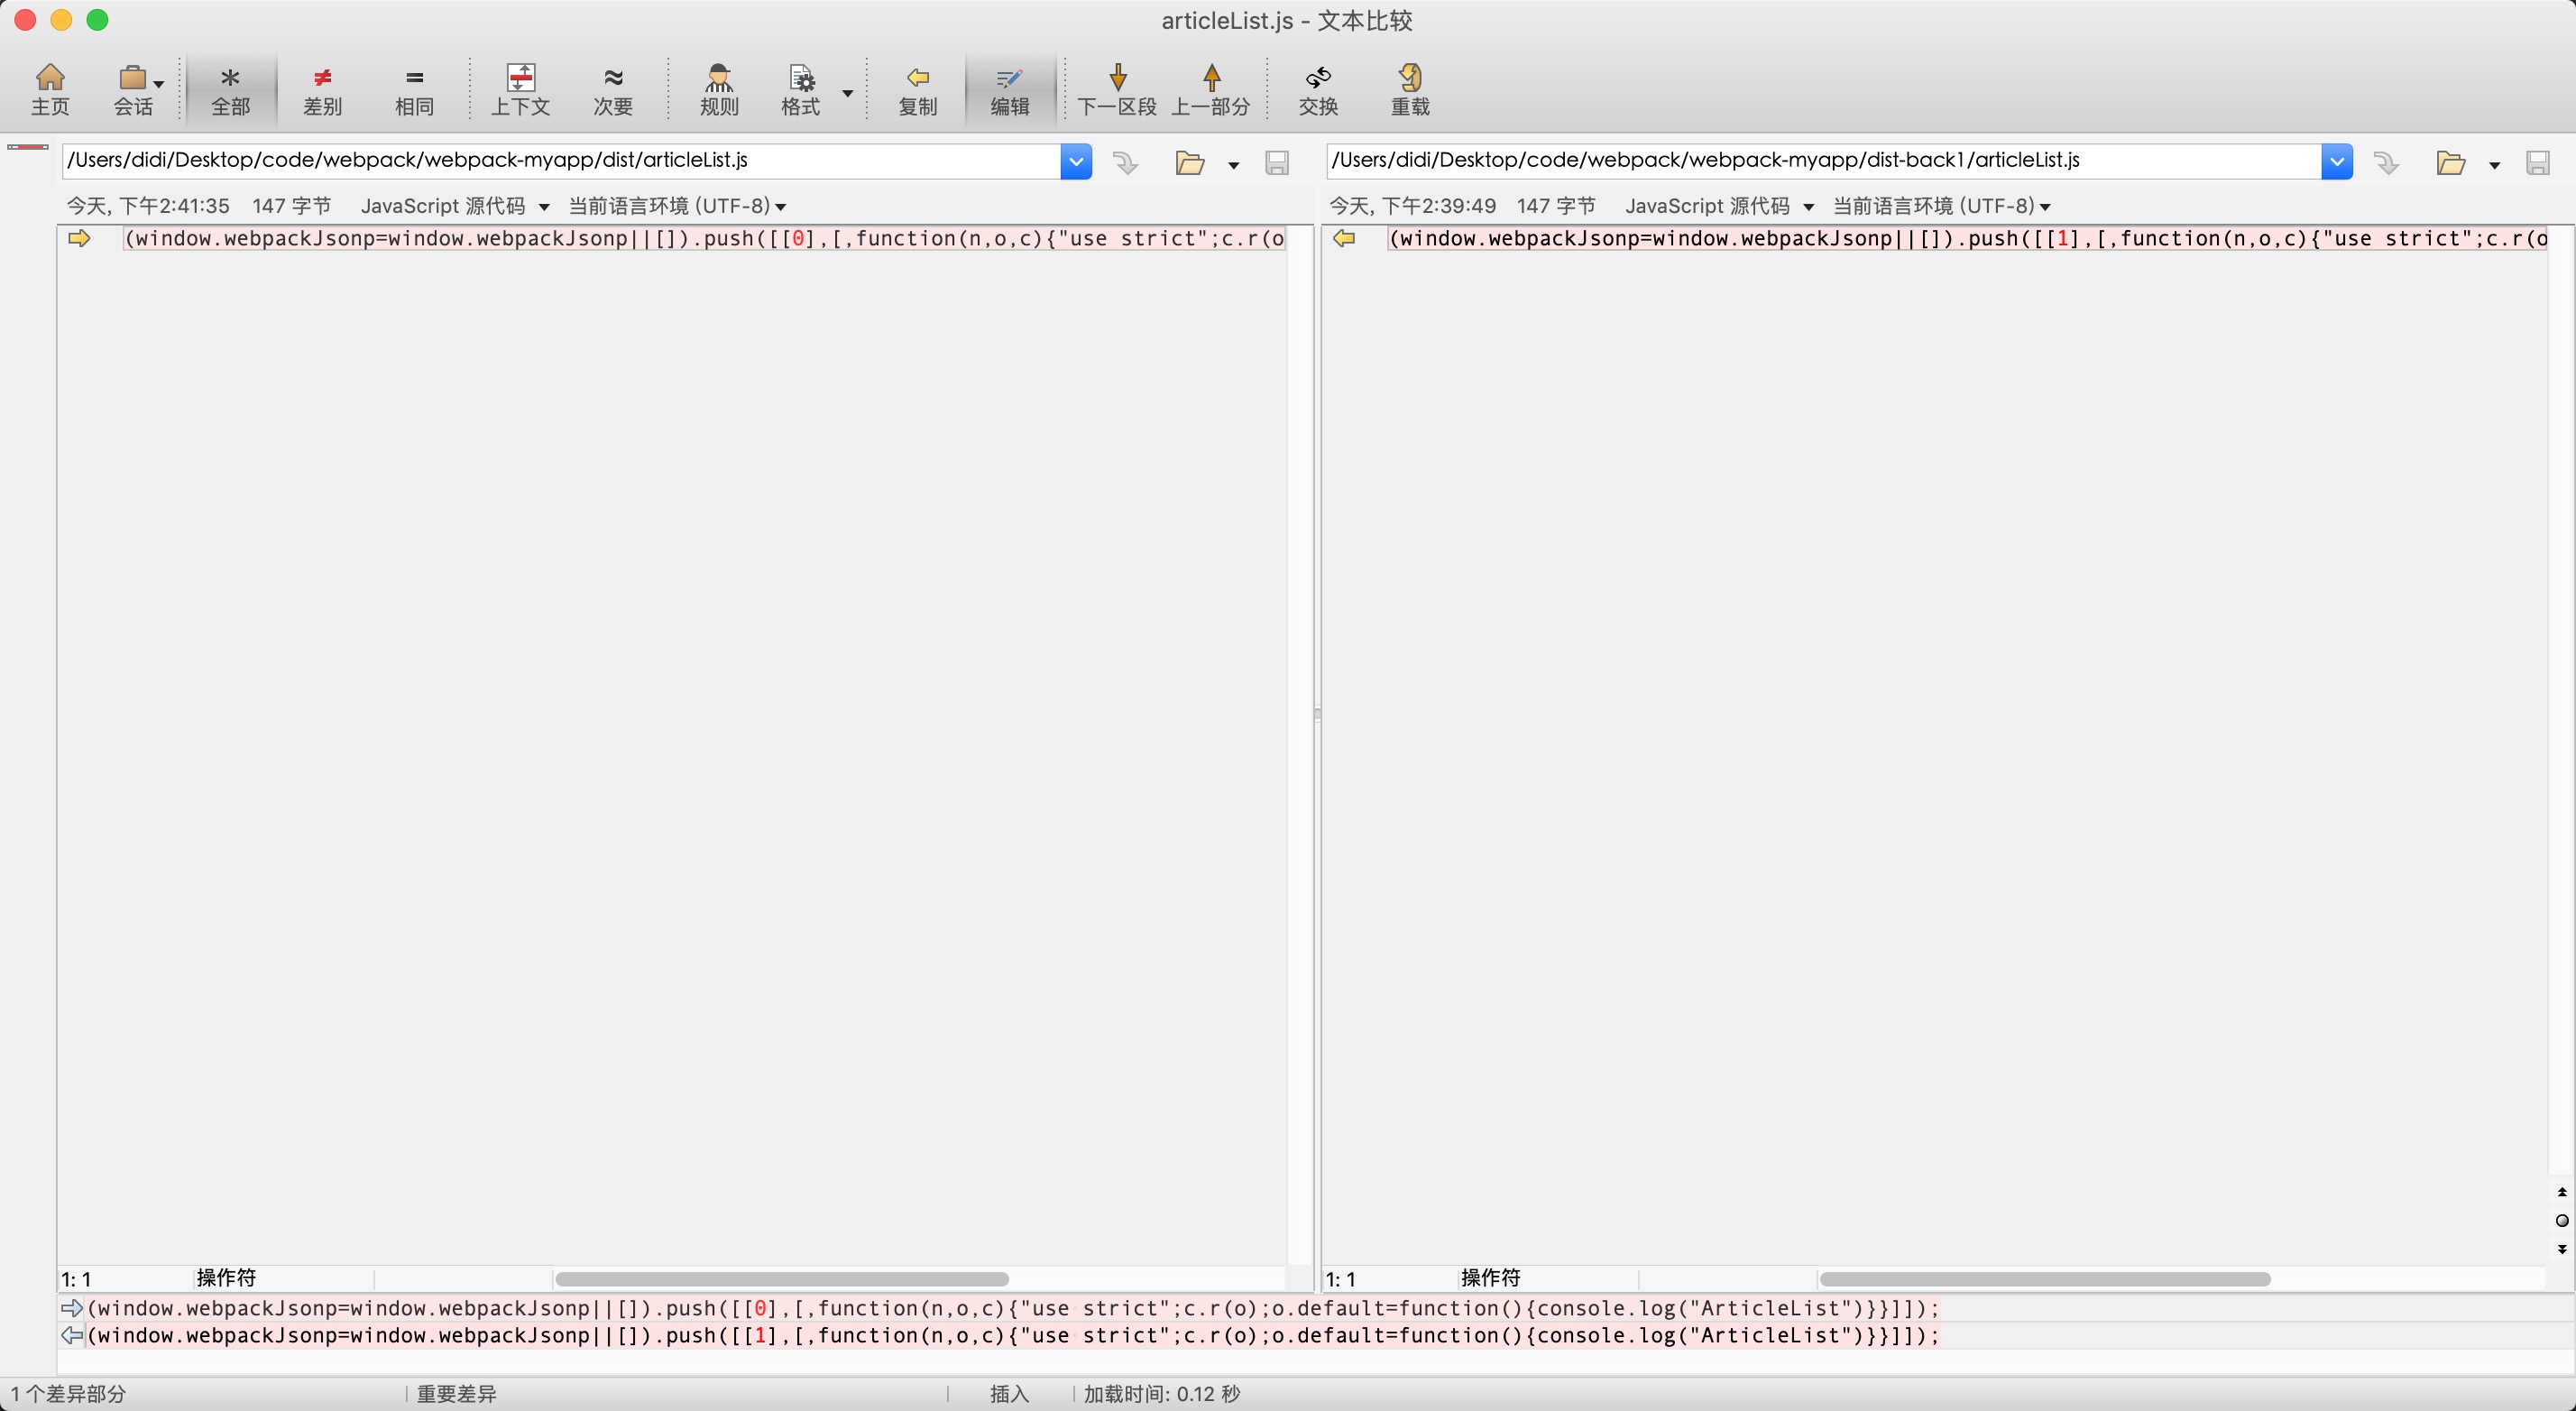 articleList.js - 文本比较
主页 会话 全部 差别 相同 上下文 次要 规则 格式 复制 编辑 下一区段 上一部分 交换 重载
/Users/didi/Desktop/code/webpack/webpack-myapp/dist/articleList.js
/Users/didi/Desktop/code/webpack/webpack-myapp/dist-back1/articleList.js
今天, 下午2:41:35 147 字节 JavaScript 源代码 当前语言环境 (UTF-8)
今天, 下午2:39:49 147 字节 JavaScript 源代码 当前语言环境 (UTF-8)
(window.webpackJsonp=window.webpackJsonp||[]).push([[0],[,function(n,o,c){"use strict";c.r(o
(window.webpackJsonp=window.webpackJsonp||[]).push([[1],[,function(n,o,c){"use strict";c.r(o
1: 1 操作符
1: 1 操作符
(window.webpackJsonp=window.webpackJsonp||[]).push([[0],[,function(n,o,c){"use strict";c.r(o);o.default=function(){console.log("ArticleList")}}]]);
(window.webpackJsonp=window.webpackJsonp||[]).push([[1],[,function(n,o,c){"use strict";c.r(o);o.default=function(){console.log("ArticleList")}}]]);
1 个差异部分 重要差异 插入 加载时间: 0.12 秒